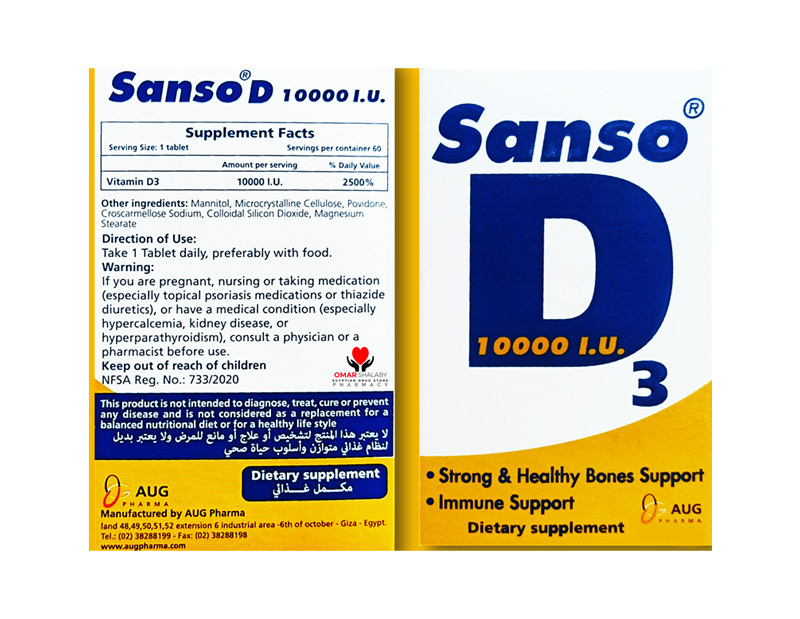 Sanso® D 10000 I.U.
Supplement Facts
Serving Size: 1 tablet Servings per container 60
Amount per serving % Daily Value
Vitamin D3 10000 I.U. 2500%
Other ingredients: Mannitol, Microcrystalline Cellulose, Povidone,
Croscarmellose Sodium, Colloidal Silicon Dioxide, Magnesium
Stearate
Direction of Use:
Take 1 Tablet daily, preferably with food.
Warning:
If you are pregnant, nursing or taking medication
(especially topical psoriasis medications or thiazide
diuretics), or have a medical condition (especially
hypercalcemia, kidney disease, or
hyperparathyroidism), consult a physician or a
pharmacist before use.
Keep out of reach of children
NFSA Reg. No.: 733/2020
OMAR SHALABY
EGYPTIAN DRUG STORE
PHARMACY
This product is not intended to diagnose, treat, cure or prevent
any disease and is not considered as a replacement for a
balanced nutritional diet or for a healthy life style
لا يعتبر هذا المنتج لتشخيص أو علاج أو مانع للمرض ولا يعتبر بديل
لنظام غذائي متوازن وأسلوب حياة صحي
Dietary supplement
مكمل غذائي
AUG
PHARMA
Manufactured by AUG Pharma
land 48,49,50,51,52 extension 6 industrial area -6th of october - Giza - Egypt.
Tel.: (02) 38288199 - Fax: (02) 38288198
www.augpharma.com
Sanso®
D
10000 I.U.
3
• Strong & Healthy Bones Support
• Immune Support
AUG
PHARMA
Dietary supplement